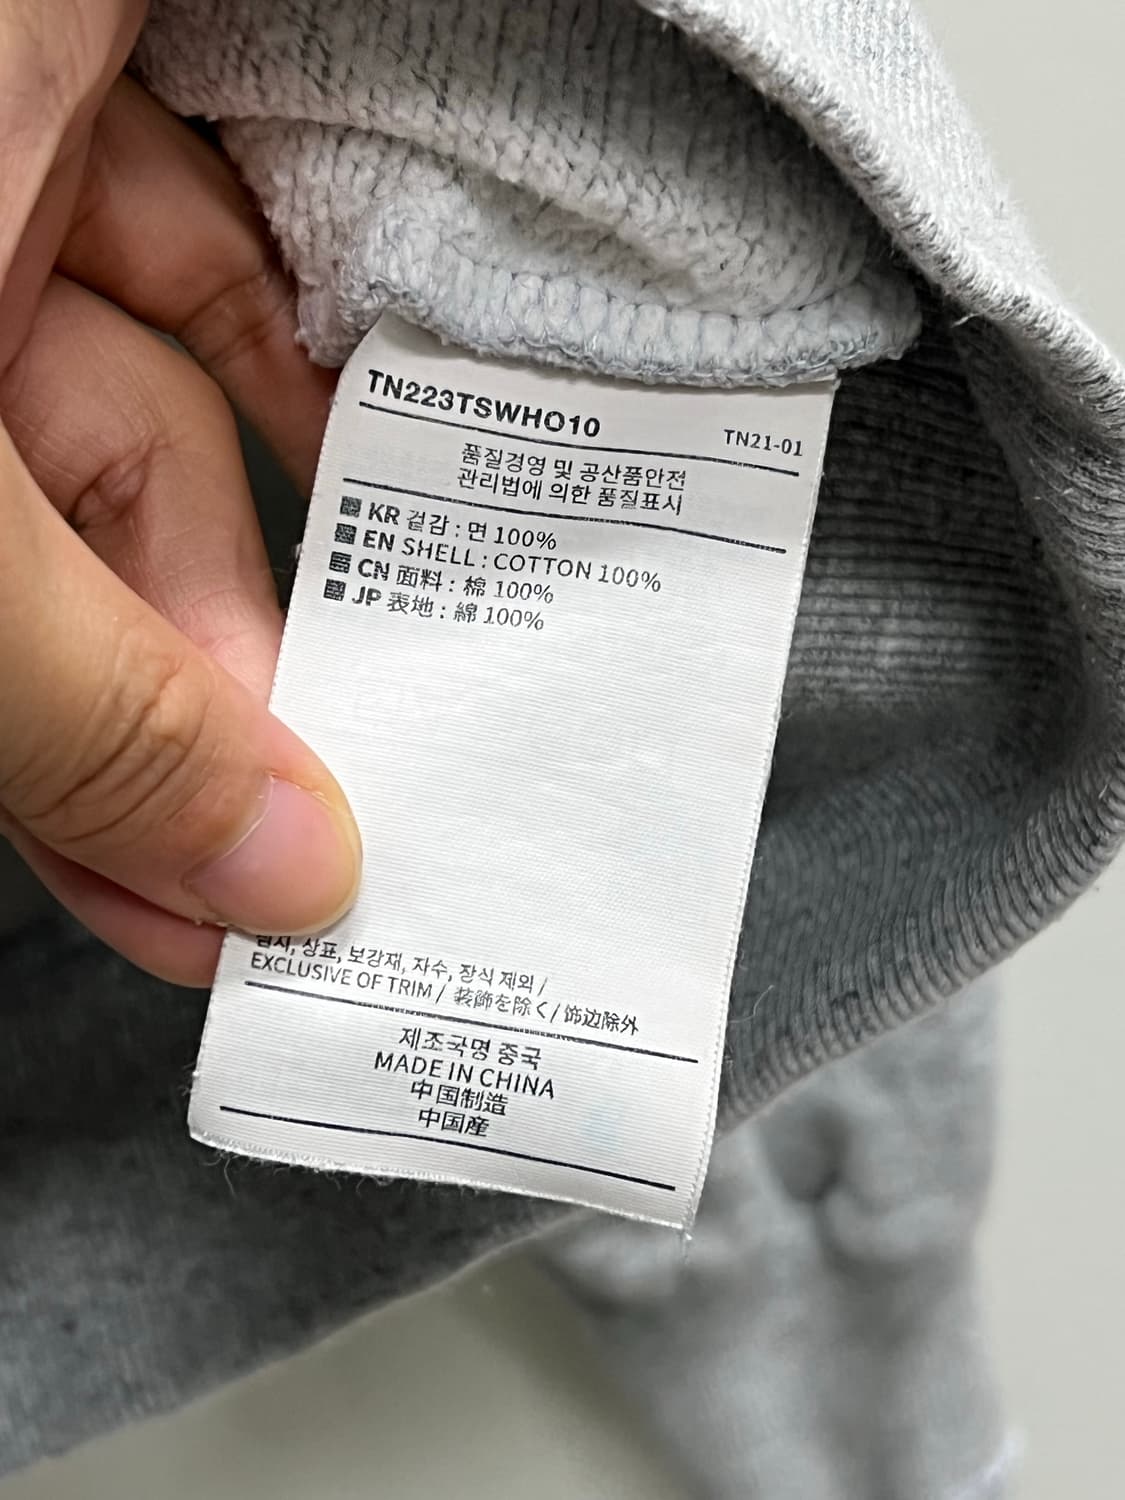 TN223TSWHO10
TN21-01
품질경영 및 공산품안전
관리법에 의한 품질표시
KR 겉감 : 면 100%
EN SHELL : COTTON 100%
CN 面料 : 棉 100%
JP 表地 : 綿 100%
상표, 보강재, 자수, 장식 제외 /
EXCLUSIVE OF TRIM / 装飾を除く / 饰边除外
제조국명 중국
MADE IN CHINA
中国制造
中国産